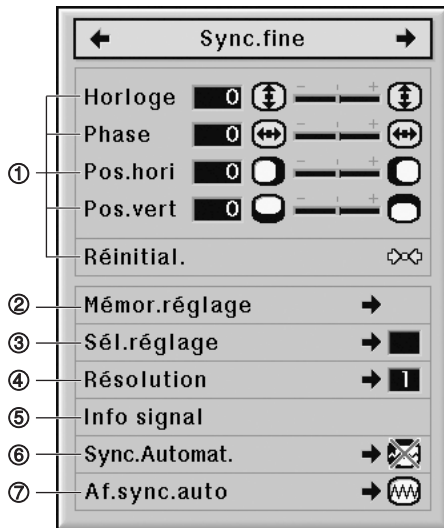 Sync.fine
Horloge 0 - +
Phase 0 - +
① Pos.hori 0 - +
Pos.vert 0 - +
Réinitial.
② Mémor.réglage
③ Sél.réglage
④ Résolution 1
⑤ Info signal
⑥ Sync.Automat.
⑦ Af.sync.auto